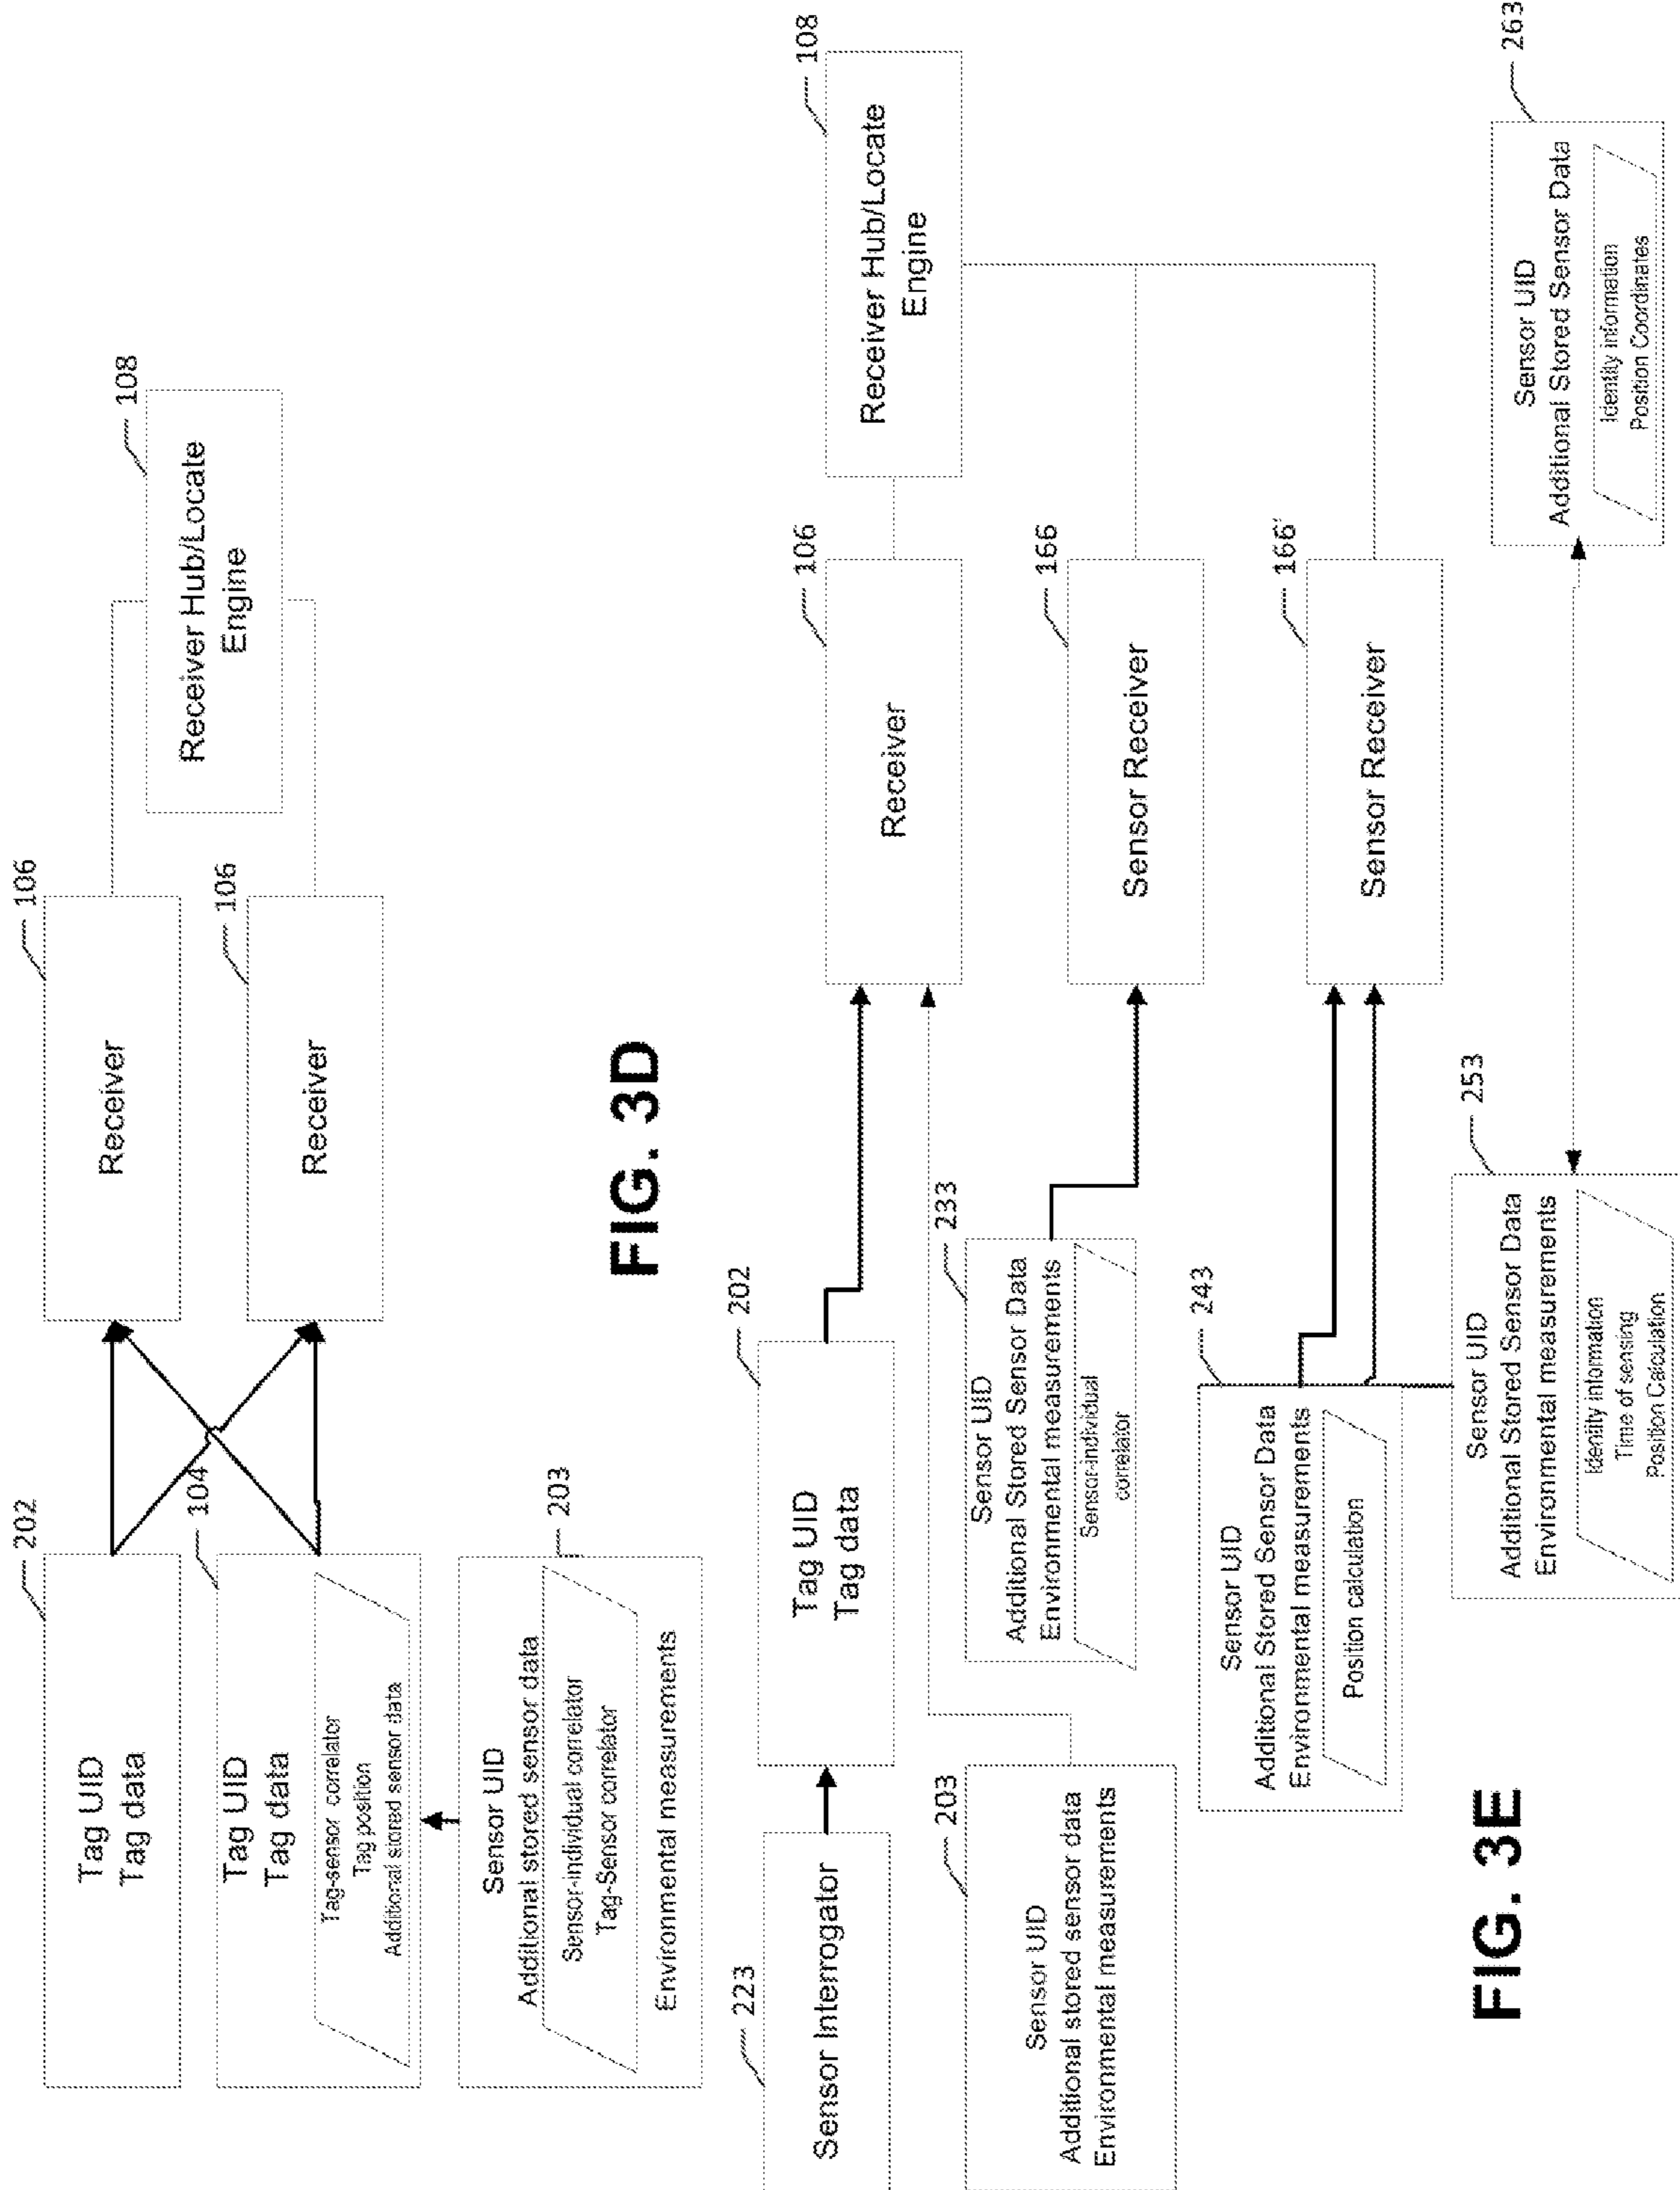 202
Tag UID
Tag data
104
Tag UID
Tag data
Tag-sensor correlator
Tag position
Additional stored sensor data
203
Sensor UID
Additional stored sensor data
Sensor-individual correlator
Tag-Sensor correlator
Environmental measurements
106
Receiver
106
Receiver
108
Receiver Hub/Locate
Engine
FIG. 3D
223
Sensor Interrogator
202
Tag UID
Tag data
203
Sensor UID
Additional stored sensor data
Environmental measurements
233
Sensor UID
Additional Stored Sensor Data
Environmental measurements
Sensor-individual
correlator
243
Sensor UID
Additional Stored Sensor Data
Environmental measurements
Position calculation
253
Sensor UID
Additional Stored Sensor Data
Environmental measurements
Identity information
Time of sensing
Position Calculation
106
Receiver
166
Sensor Receiver
166'
Sensor Receiver
108
Receiver Hub/Locate
Engine
263
Sensor UID
Additional Stored Sensor Data
Identity information
Position Coordinates
FIG. 3E